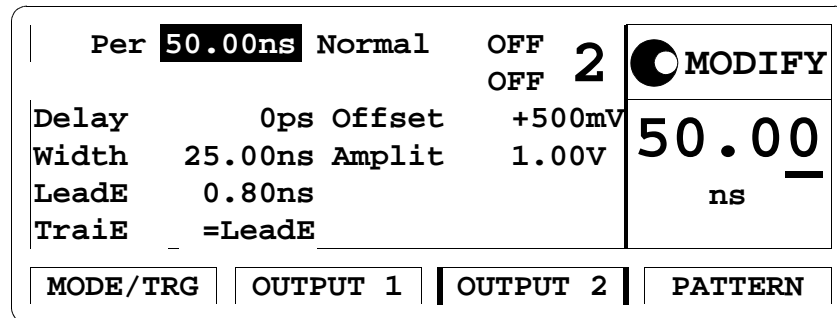 Per 50.00ns Normal OFF 2 MODIFY
OFF
Delay 0ps Offset +500mV 50.00
Width 25.00ns Amplit 1.00V
LeadE 0.80ns ns
TraiE =LeadE
MODE/TRG OUTPUT 1 OUTPUT 2 PATTERN